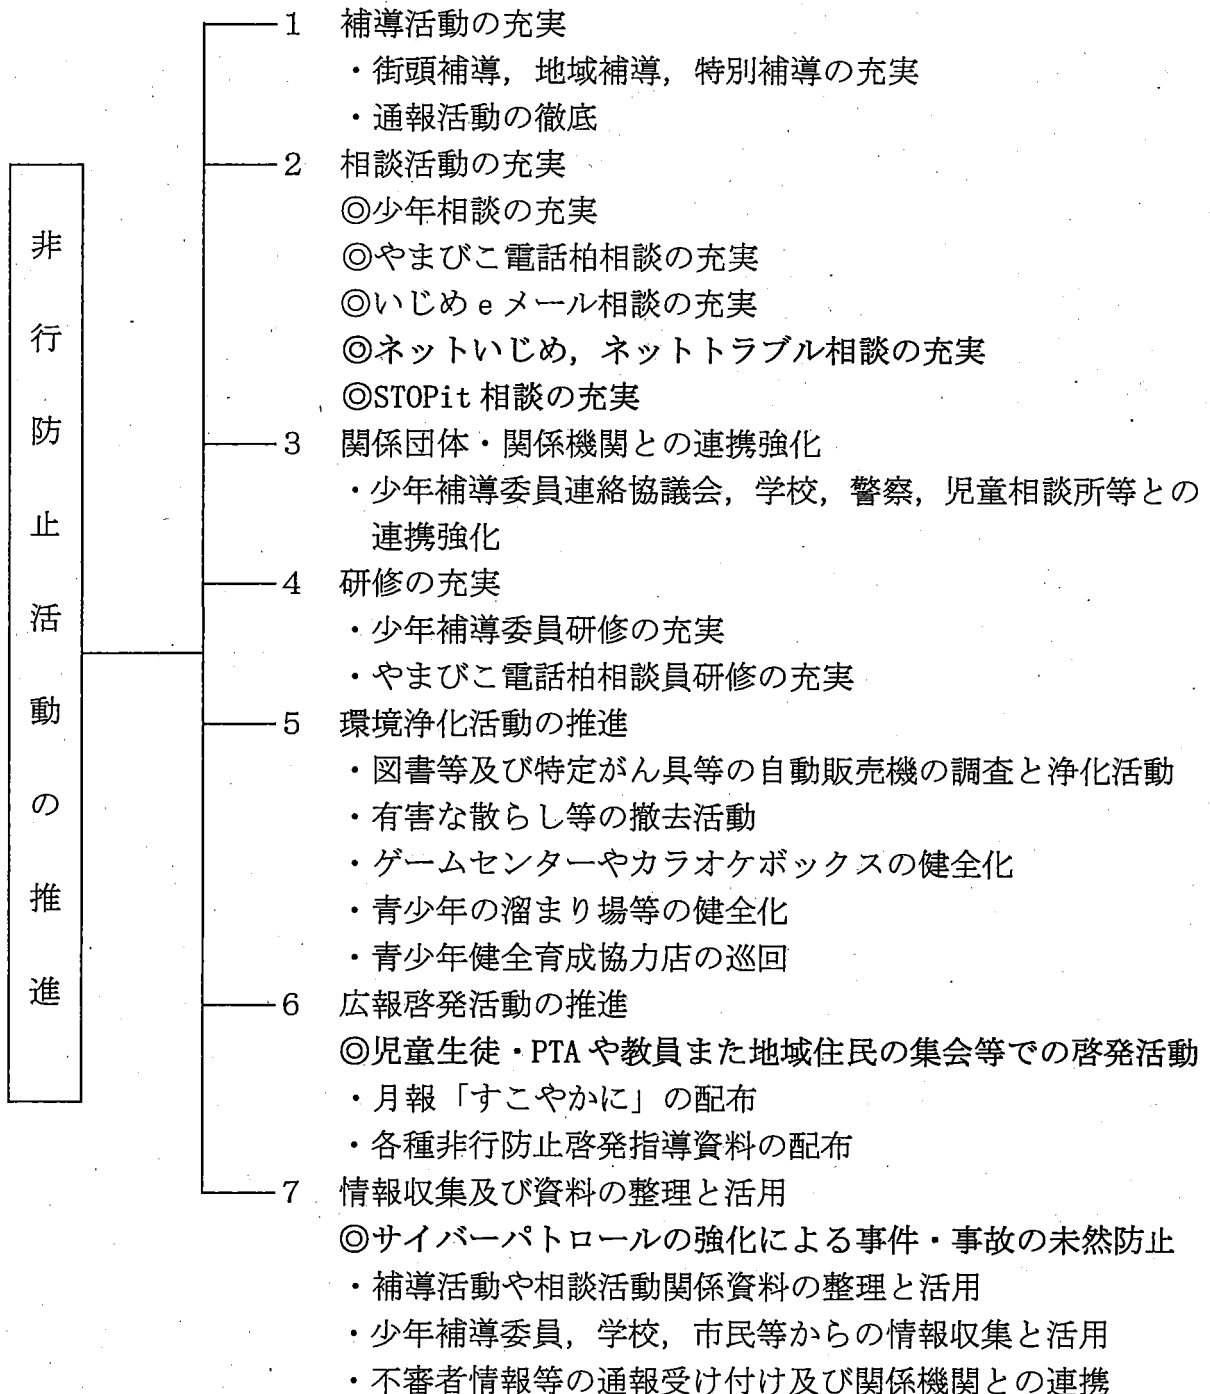 非行防止活動の推進
1 補導活動の充実
・街頭補導,地域補導,特別補導の充実
・通報活動の徹底
2 相談活動の充実
◎少年相談の充実
◎やまびこ電話柏相談の充実
◎いじめeメール相談の充実
◎ネットいじめ,ネットトラブル相談の充実
◎STOPit相談の充実
3 関係団体・関係機関との連携強化
・少年補導委員連絡協議会,学校,警察,児童相談所等との
連携強化
4 研修の充実
・少年補導委員研修の充実
・やまびこ電話柏相談員研修の充実
5 環境浄化活動の推進
・図書等及び特定がん具等の自動販売機の調査と浄化活動
・有害な散らし等の撤去活動
・ゲームセンターやカラオケボックスの健全化
・青少年の溜まり場等の健全化
・青少年健全育成協力店の巡回
6 広報啓発活動の推進
◎児童生徒・PTAや教員また地域住民の集会等での啓発活動
・月報「すこやかに」の配布
・各種非行防止啓発指導資料の配布
7 情報収集及び資料の整理と活用
◎サイバーパトロールの強化による事件・事故の未然防止
・補導活動や相談活動関係資料の整理と活用
・少年補導委員,学校,市民等からの情報収集と活用
・不審者情報等の通報受け付け及び関係機関との連携